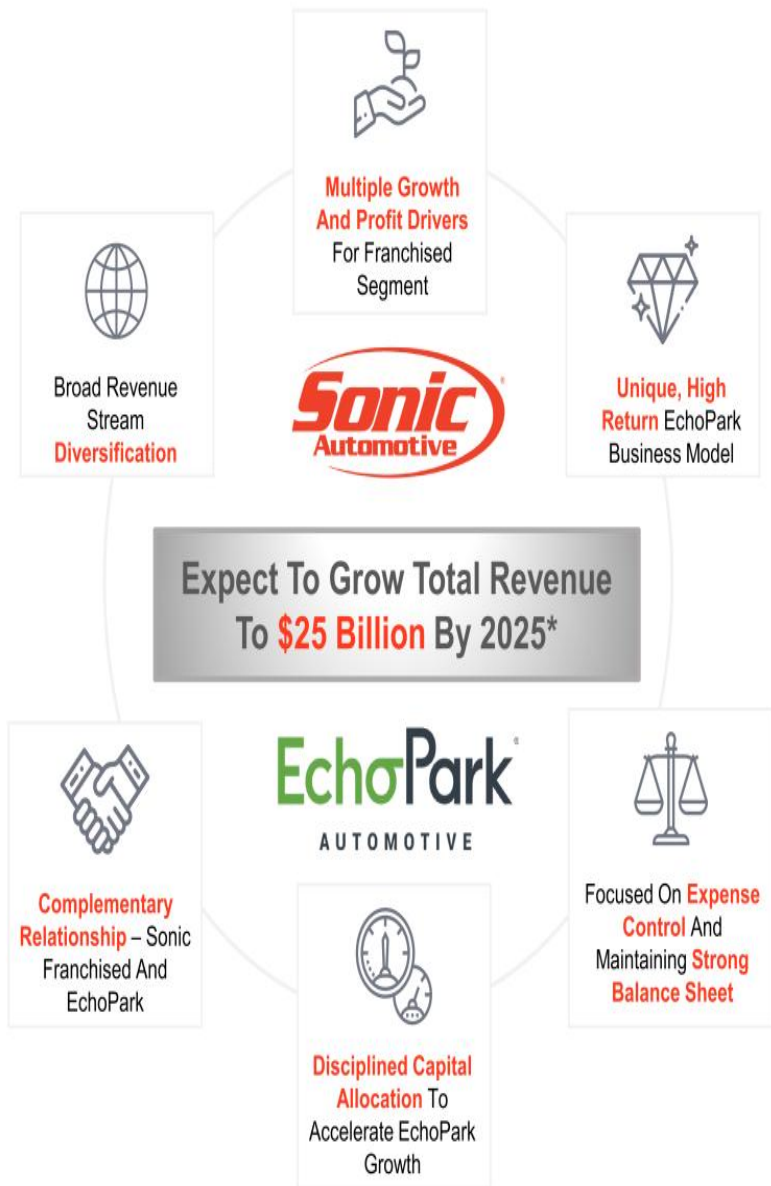 Multiple Growth
And Profit Drivers
For Franchised
Segment
Broad Revenue
Stream
Diversification
Sonic®
Automotive
Unique, High
Return EchoPark
Business Model
Expect To Grow Total Revenue
To $25 Billion By 2025*
Complementary
Relationship – Sonic
Franchised And
EchoPark
EchoPark®
AUTOMOTIVE
Focused On Expense
Control And
Maintaining Strong
Balance Sheet
Disciplined Capital
Allocation To
Accelerate EchoPark
Growth